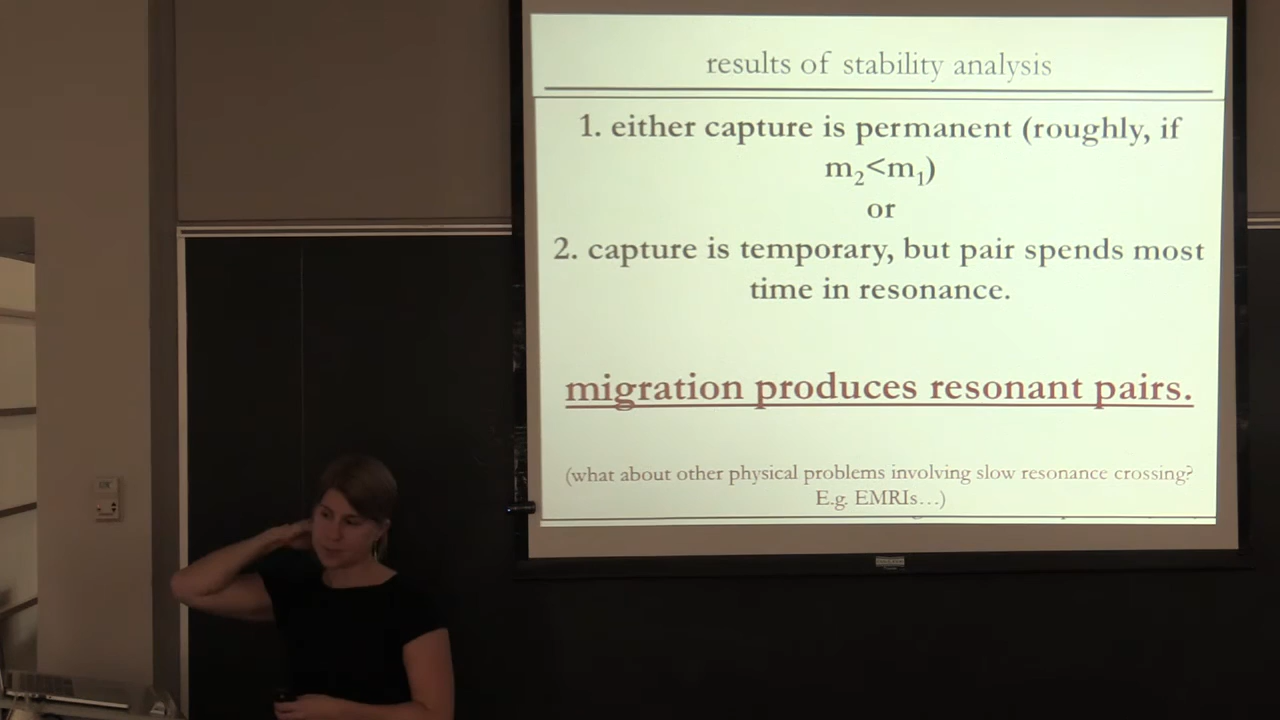 results of stability analysis
1. either capture is permanent (roughly, if
m₂<m₁)
or
2. capture is temporary, but pair spends most
time in resonance.
migration produces resonant pairs.
(what about other physical problems involving slow resonance crossing?
E.g. EMRIs…)